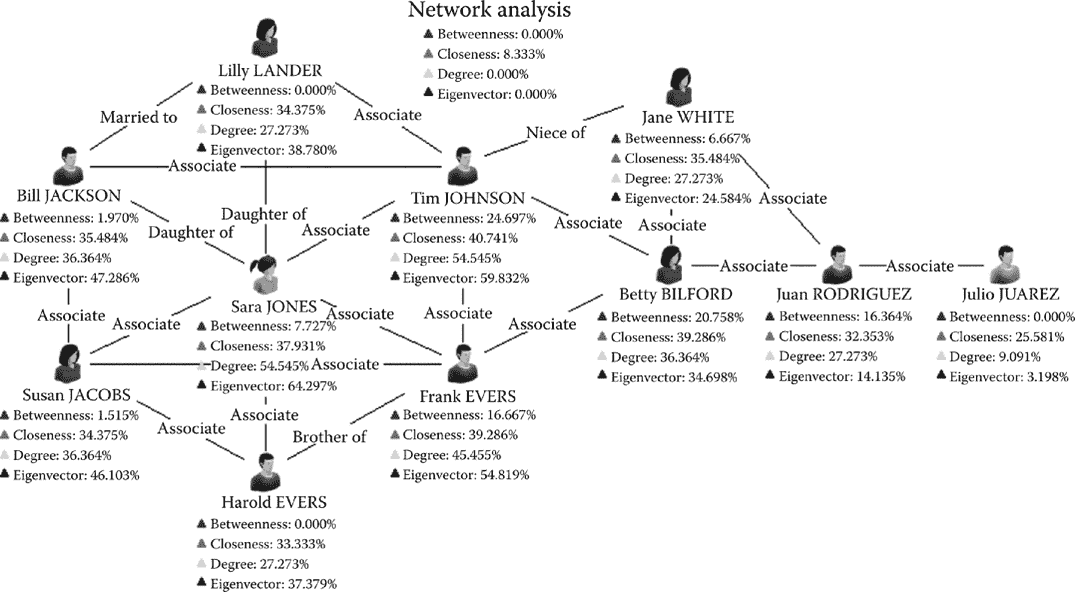 Network analysis
Betweenness: 0.000%
Closeness: 8.333%
Degree: 0.000%
Eigenvector: 0.000%
Lilly LANDER
Betweenness: 0.000%
Closeness: 34.375%
Degree: 27.273%
Eigenvector: 38.780%
Married to
Associate
Niece of
Jane WHITE
Betweenness: 6.667%
Closeness: 35.484%
Degree: 27.273%
Eigenvector: 24.584%
Associate
Bill JACKSON
Betweenness: 1.970%
Closeness: 35.484%
Degree: 36.364%
Eigenvector: 47.286%
Daughter of
Daughter of
Associate
Tim JOHNSON
Betweenness: 24.697%
Closeness: 40.741%
Degree: 54.545%
Eigenvector: 59.832%
Associate
Associate
Associate
Associate
Associate
Sara JONES
Betweenness: 7.727%
Closeness: 37.931%
Degree: 54.545%
Eigenvector: 64.297%
Betty BILFORD
Betweenness: 20.758%
Closeness: 39.286%
Degree: 36.364%
Eigenvector: 34.698%
Juan RODRIGUEZ
Betweenness: 16.364%
Closeness: 32.353%
Degree: 27.273%
Eigenvector: 14.135%
Julio JUAREZ
Betweenness: 0.000%
Closeness: 25.581%
Degree: 9.091%
Eigenvector: 3.198%
Associate
Associate
Associate
Associate
Associate
Susan JACOBS
Betweenness: 1.515%
Closeness: 34.375%
Degree: 36.364%
Eigenvector: 46.103%
Associate
Associate
Brother of
Frank EVERS
Betweenness: 16.667%
Closeness: 39.286%
Degree: 45.455%
Eigenvector: 54.819%
Harold EVERS
Betweenness: 0.000%
Closeness: 33.333%
Degree: 27.273%
Eigenvector: 37.379%